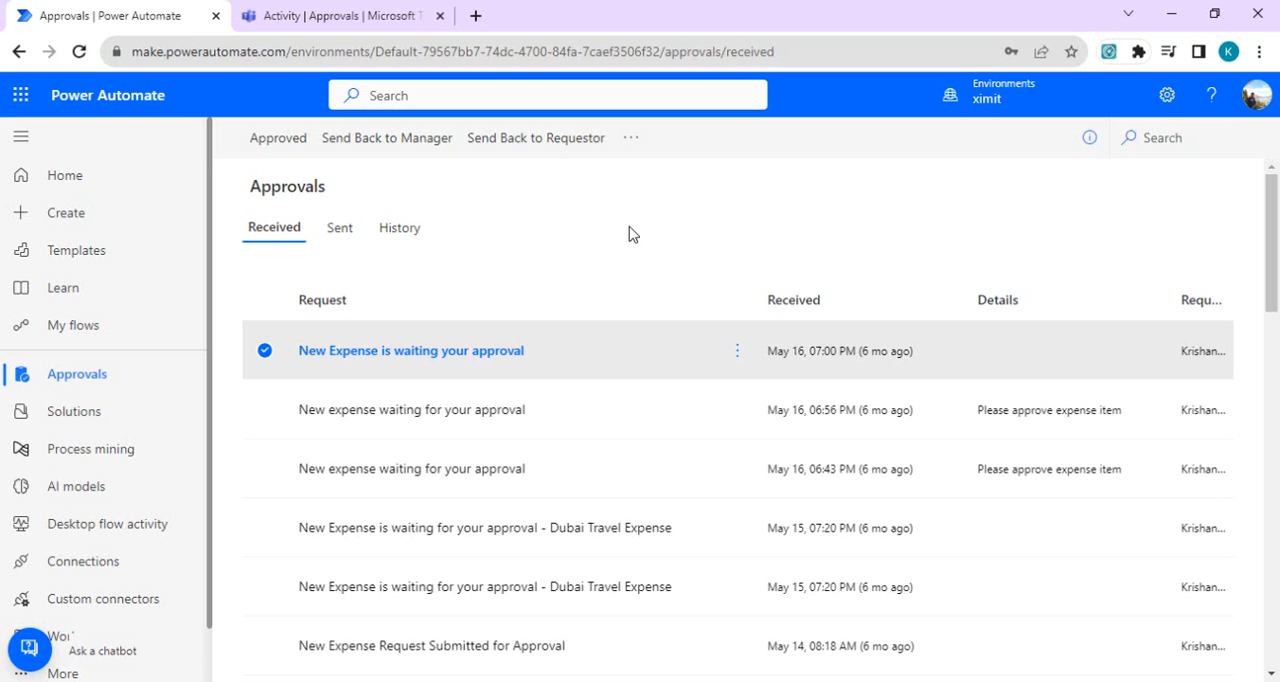 Approvals | Power Automate
Activity | Approvals | Microsoft T
make.powerautomate.com/environments/Default-79567bb7-74dc-4700-84fa-7caef3506f32/approvals/received
K
Power Automate
Search
Environments
ximit
?
Approved
Send Back to Manager
Send Back to Requestor
Search
Home
Create
Templates
Learn
My flows
Approvals
Solutions
Process mining
AI models
Desktop flow activity
Connections
Custom connectors
Ask a chatbot
More
Approvals
Received
Sent
History
Request
Received
Details
Requ...
New Expense is waiting your approval
May 16, 07:00 PM (6 mo ago)
Krishan...
New expense waiting for your approval
May 16, 06:56 PM (6 mo ago)
Please approve expense item
Krishan...
New expense waiting for your approval
May 16, 06:43 PM (6 mo ago)
Please approve expense item
Krishan...
New Expense is waiting for your approval - Dubai Travel Expense
May 15, 07:20 PM (6 mo ago)
Krishan...
New Expense is waiting for your approval - Dubai Travel Expense
May 15, 07:20 PM (6 mo ago)
Krishan...
New Expense Request Submitted for Approval
May 14, 08:18 AM (6 mo ago)
Krishan...